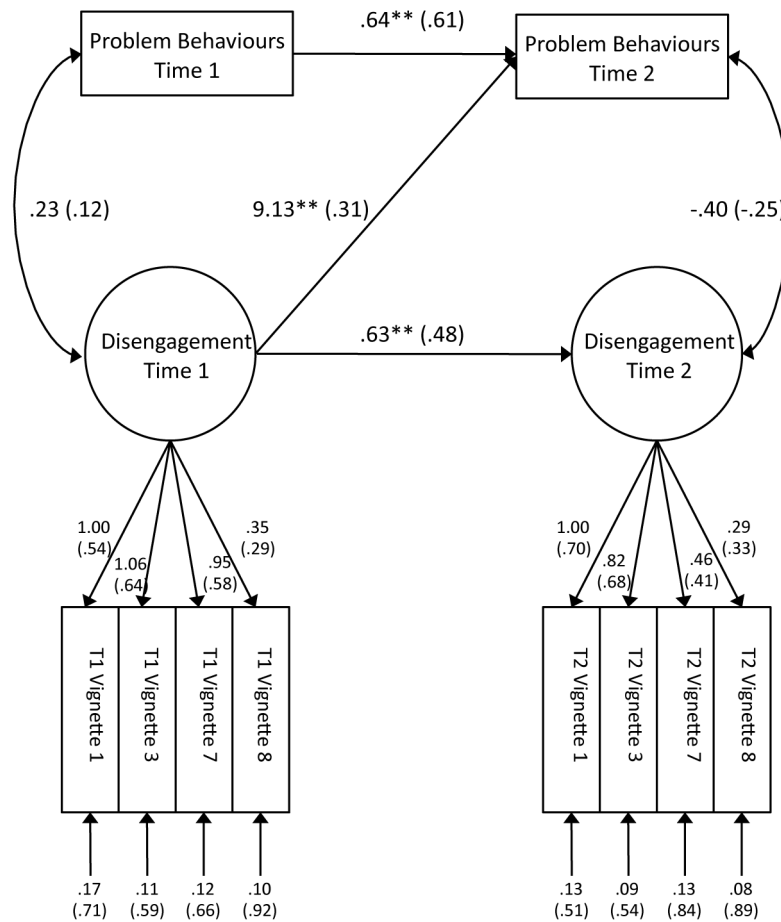 .64** (.61)
Problem Behaviours
Time 1
Problem Behaviours
Time 2
.23 (.12)
9.13** (.31)
-.40 (-.25)
Disengagement
Time 1
.63** (.48)
Disengagement
Time 2
1.00
(.54)
1.06
(.64)
.95
(.58)
.35
(.29)
1.00
(.70)
.82
(.68)
.46
(.41)
.29
(.33)
T1 Vignette 1
T1 Vignette 3
T1 Vignette 7
T1 Vignette 8
T2 Vignette 1
T2 Vignette 3
T2 Vignette 7
T2 Vignette 8
.17
(.71)
.11
(.59)
.12
(.66)
.10
(.92)
.13
(.51)
.09
(.54)
.13
(.84)
.08
(.89)